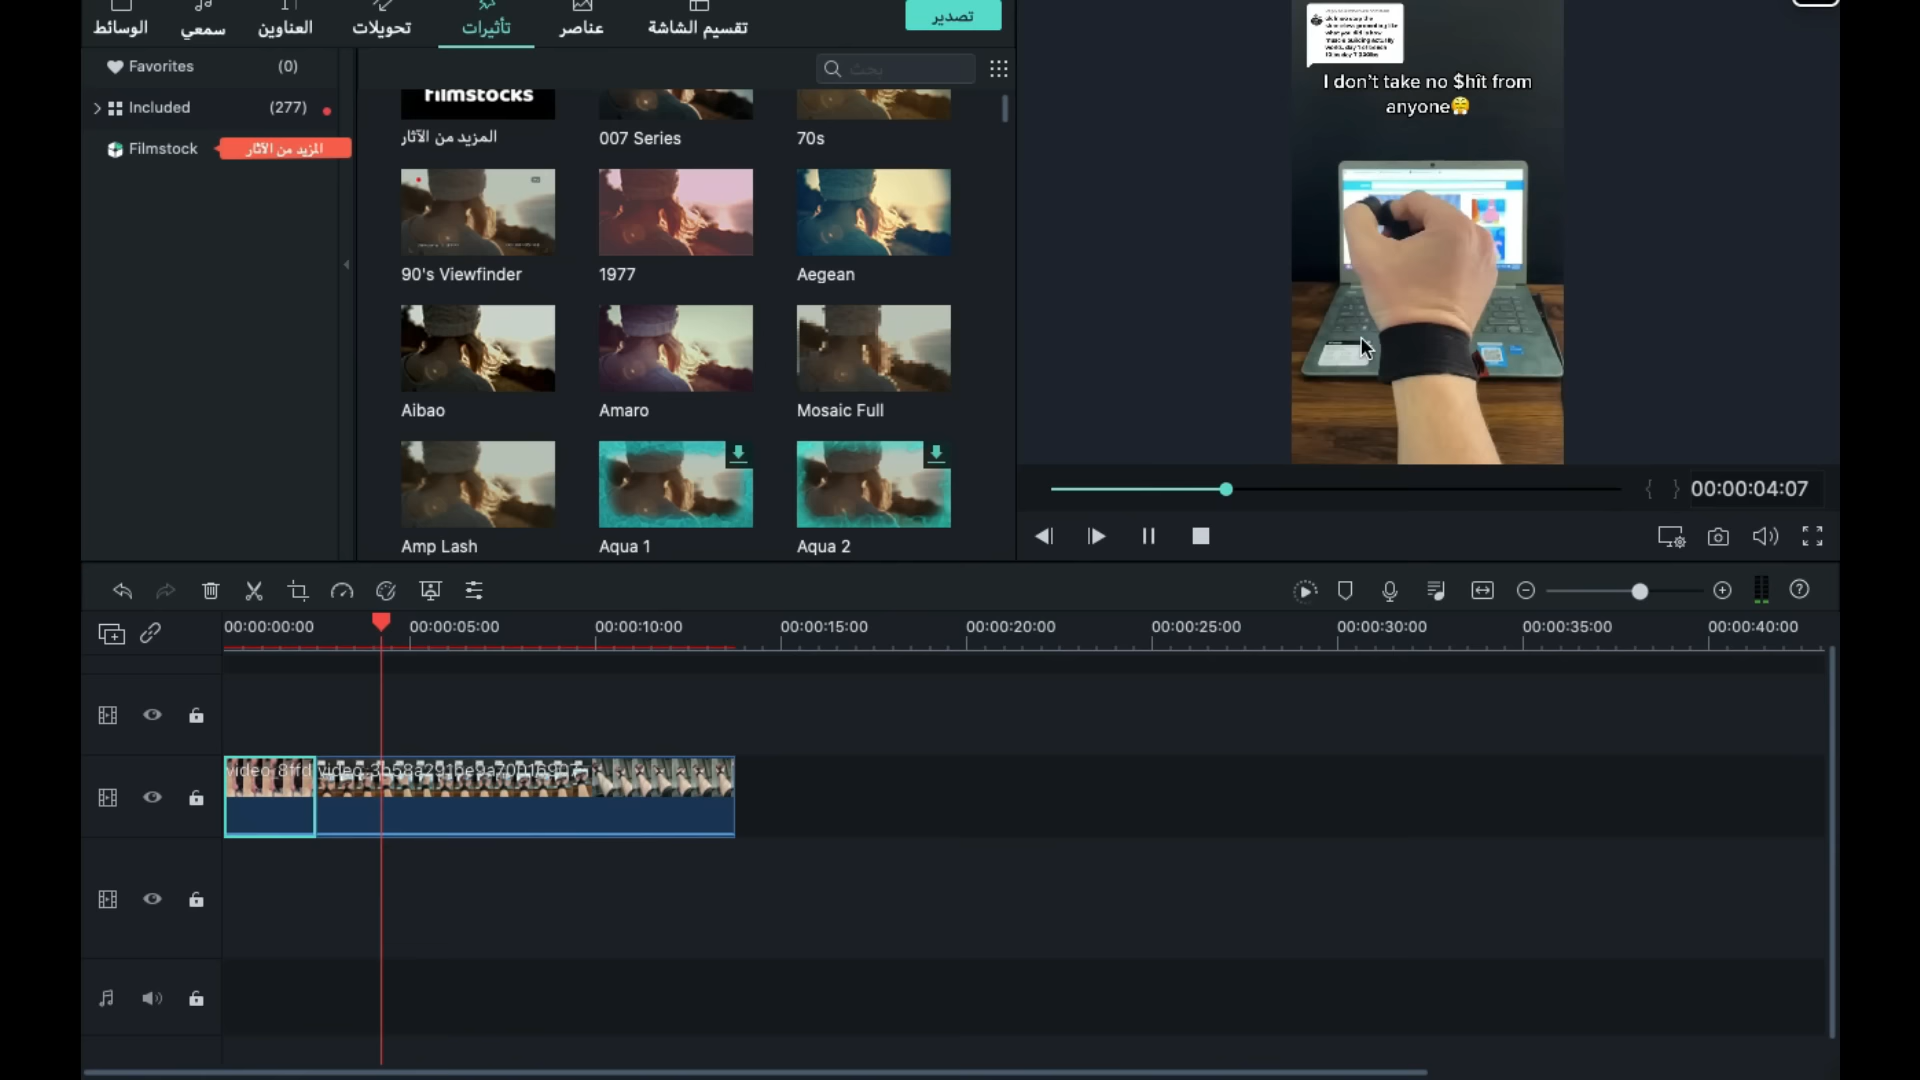 الوسائط
سمعي
العناوين
تحويلات
تأثيرات
عناصر
تقسيم الشاشة
تصدير
Favorites (0)
Included (277)
Filmstock
المزيد من الآثار
بحث
filmstocks
المزيد من الآثار
007 Series
70s
90's Viewfinder
1977
Aegean
Aibao
Amaro
Mosaic Full
Amp Lash
Aqua 1
Aqua 2
I don't take no $hit from
anyone😤
00:00:04:07
00:00:00:00
00:00:05:00
00:00:10:00
00:00:15:00
00:00:20:00
00:00:25:00
00:00:30:00
00:00:35:00
00:00:40:00
video_8ffd